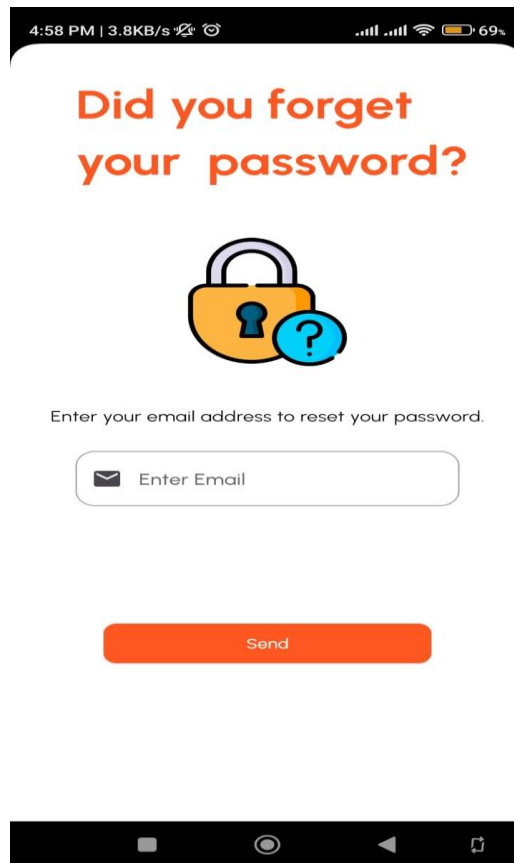 4:58 PM | 3.8KB/s 69%
Did you forget
your password?
?
Enter your email address to reset your password.
Enter Email
Send